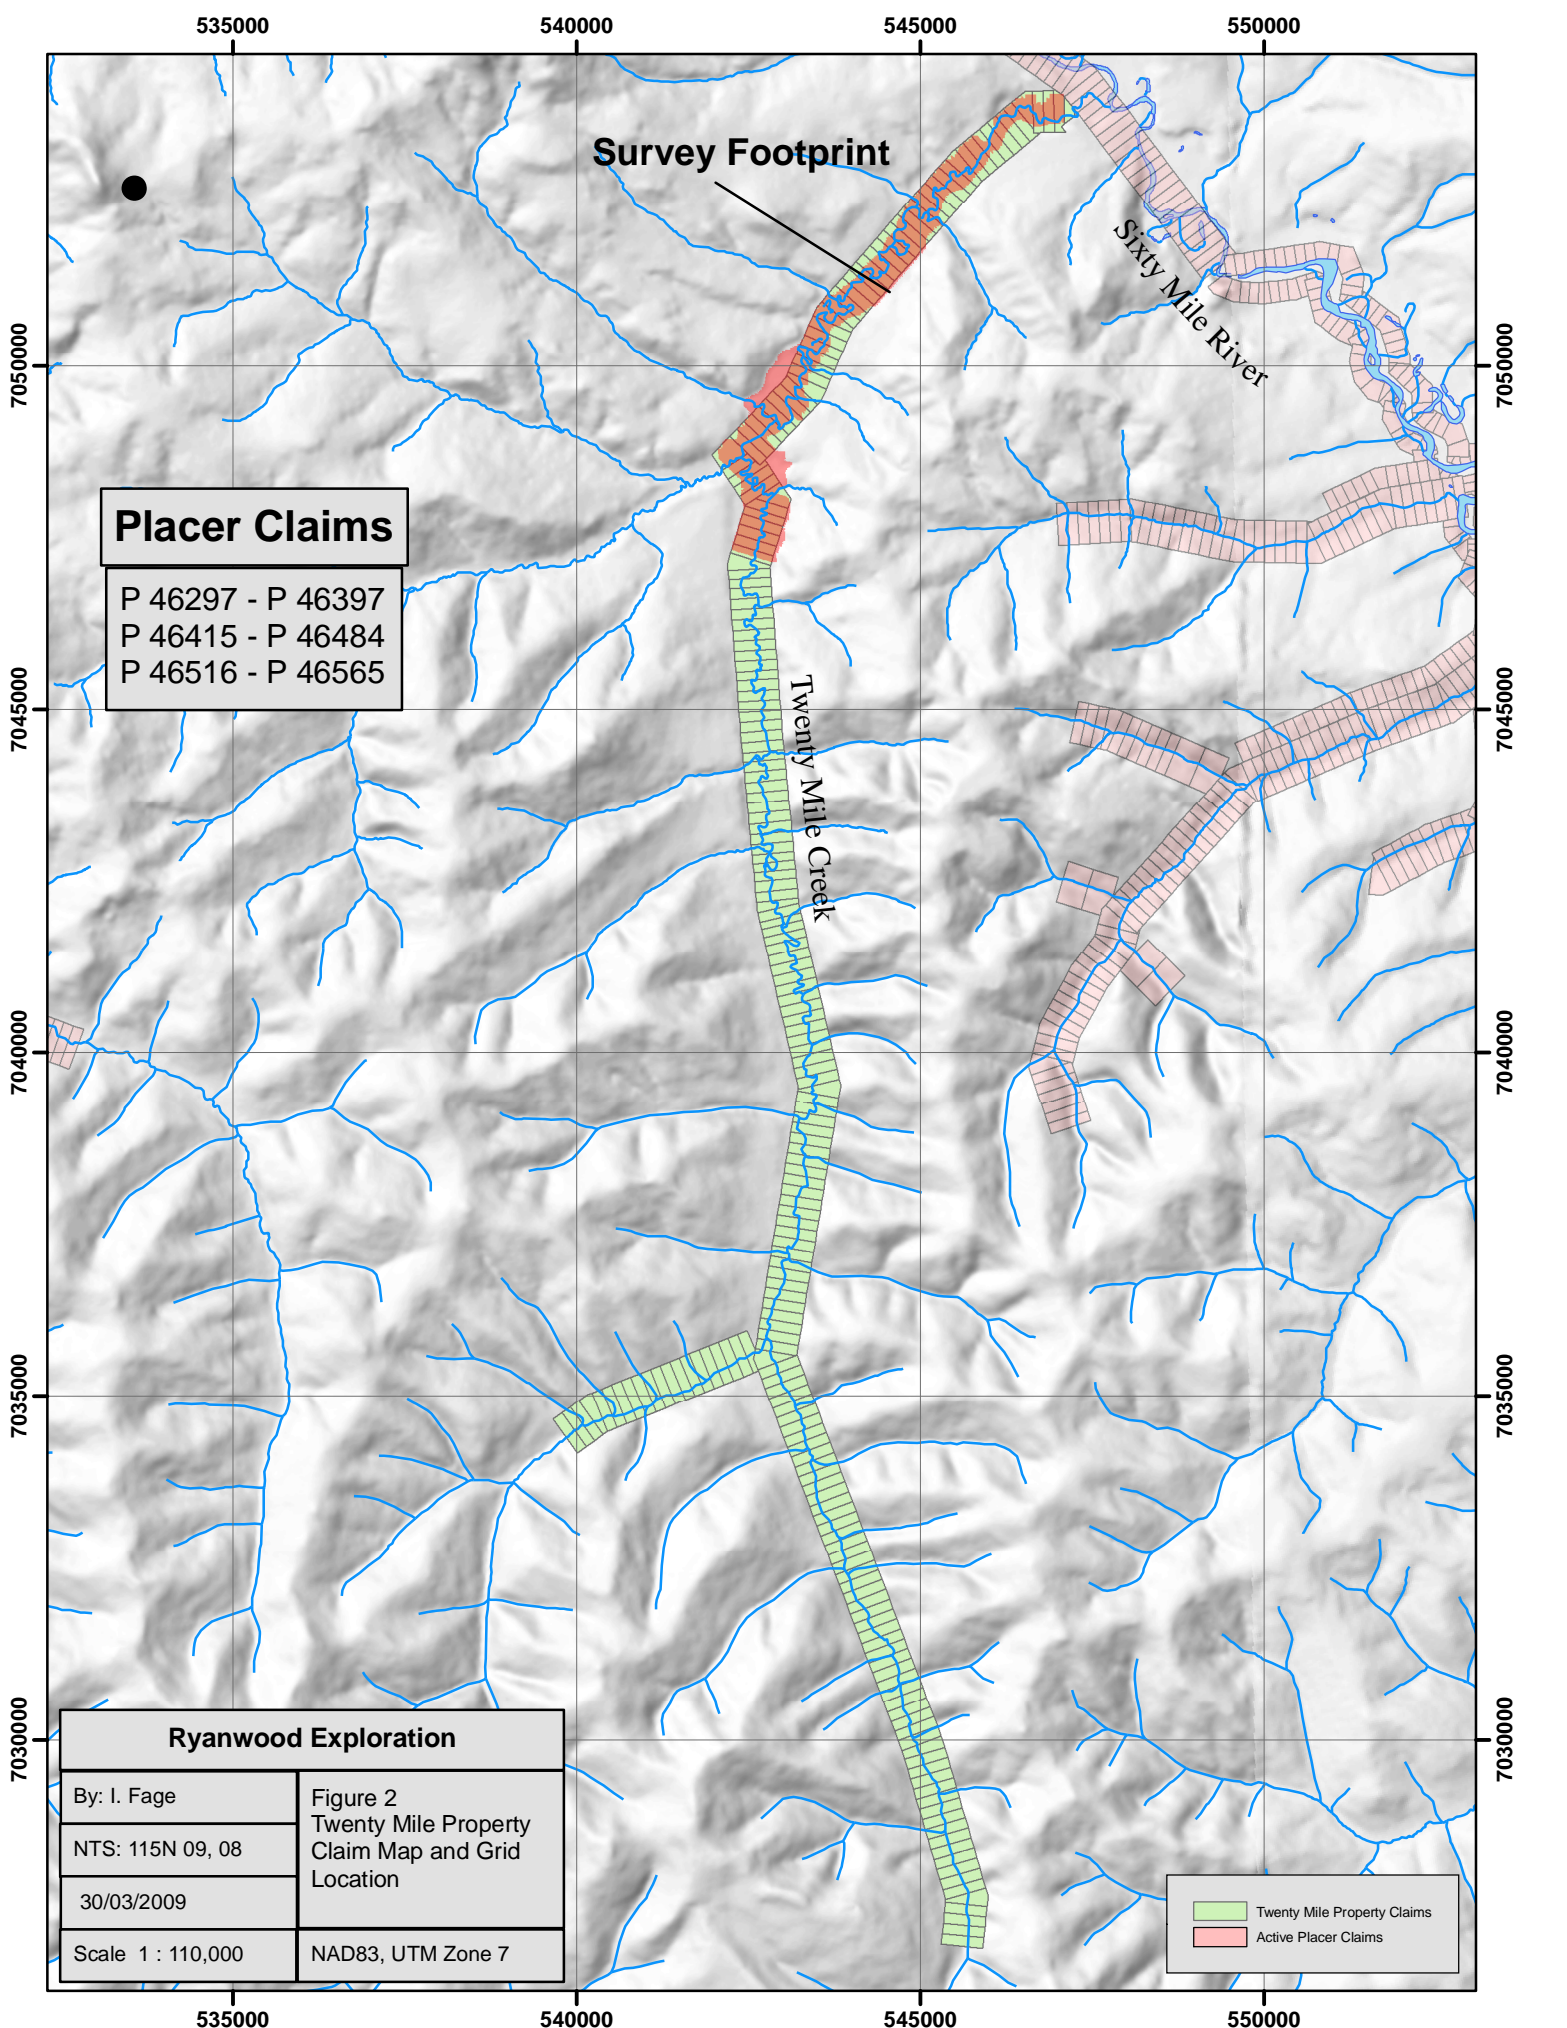 535000 540000 545000 550000
Survey Footprint
Sixty Mile River
7050000 7050000
Placer Claims
P 46297 - P 46397
P 46415 - P 46484
P 46516 - P 46565
Twenty Mile Creek
7045000 7045000
7040000 7040000
7035000 7035000
7030000 7030000
Ryanwood Exploration
By: I. Fage
NTS: 115N 09, 08
30/03/2009
Scale 1 : 110,000
Figure 2
Twenty Mile Property
Claim Map and Grid
Location
NAD83, UTM Zone 7
Twenty Mile Property Claims
Active Placer Claims
535000 540000 545000 550000